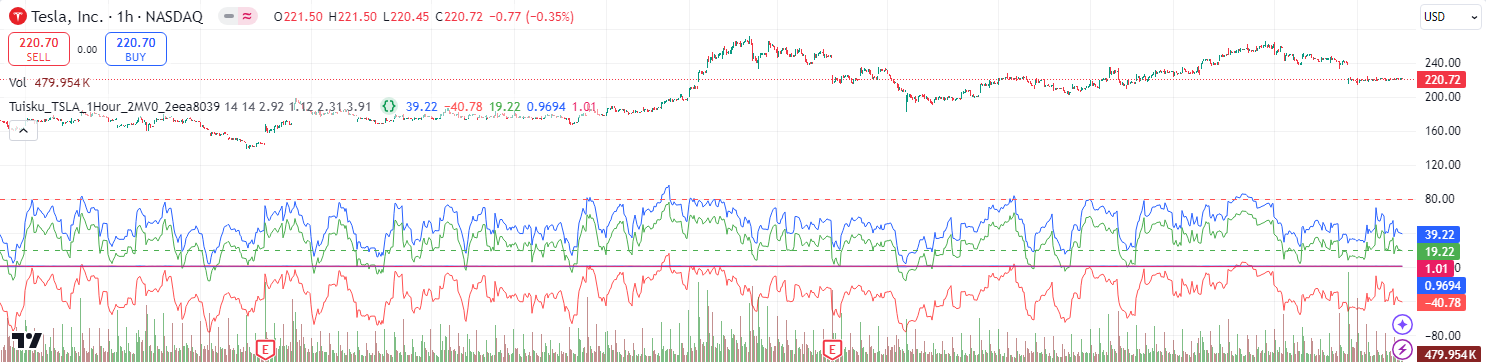 Tesla, Inc. · 1h · NASDAQ O221.50 H221.50 L220.45 C220.72 −0.77 (−0.35%) USD
220.70 0.00 220.70
SELL BUY
Vol 479.954 K
Tuisku_TSLA_1Hour_2MV0_2eea8039 14 14 2.92 1.12 2.31 3.91 {} 39.22 −40.78 19.22 0.9694 1.01
240.00
220.72
200.00
160.00
120.00
80.00
39.22
19.22
1.01
0.9694
−40.78
−80.00
479.954 K
E E